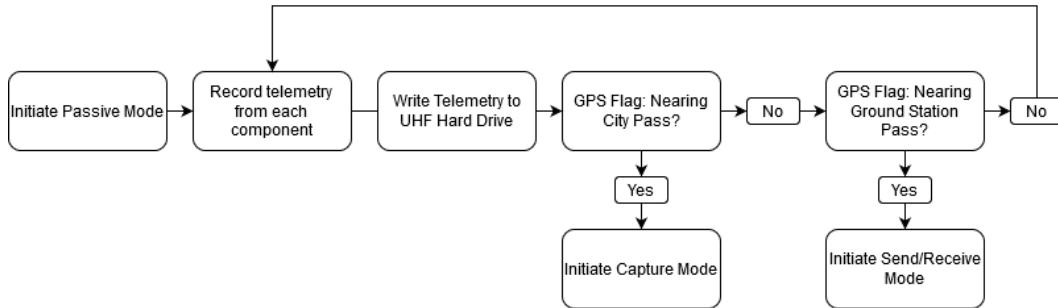 Initiate Passive Mode
Record telemetry
from each
component
Write Telemetry to
UHF Hard Drive
GPS Flag: Nearing
City Pass?
No
GPS Flag: Nearing
Ground Station
Pass?
No
Yes
Yes
Initiate Capture Mode
Initiate Send/Receive
Mode